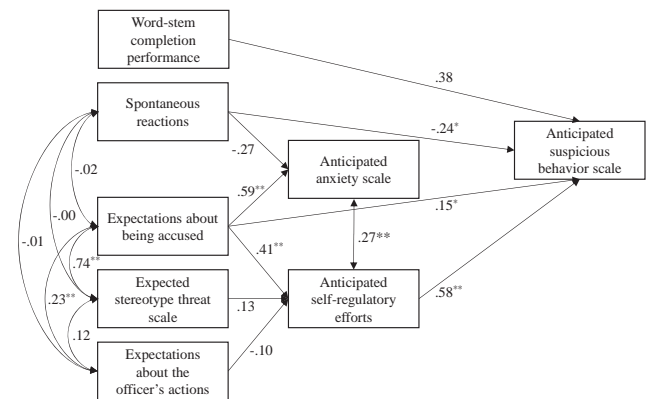 Word-stem
completion
performance
.38
Spontaneous
reactions
-.24*
Anticipated
suspicious
behavior scale
-.27
Anticipated
anxiety scale
-.02
.59**
Expectations about
being accused
.15*
-.00
-.01
.41**
.27**
.74**
Expected
stereotype threat
scale
.13
Anticipated
self-regulatory
efforts
.58**
.23**
.12
-.10
Expectations
about the
officer's actions